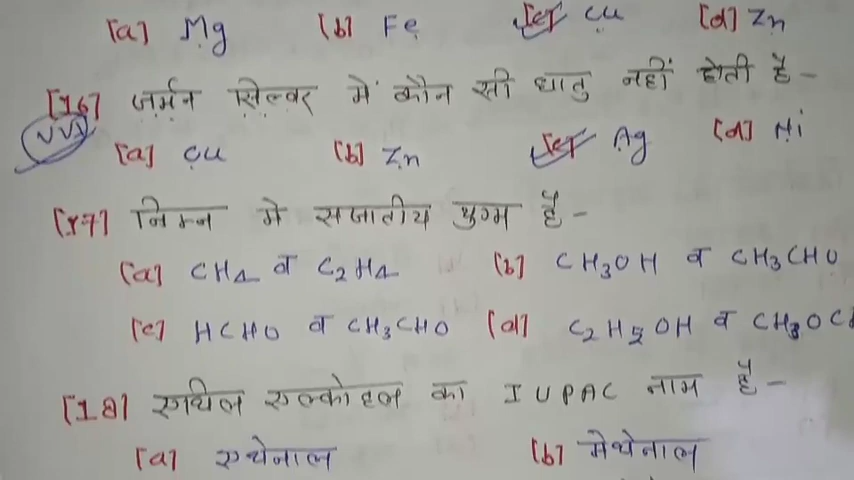 [a] Mg [b] Fe [c] Cu [d] Zn
[16] जर्मन सिल्वर में कौन सी धातु नहीं होती है -
VVI
[a] Cu [b] Zn [c] Ag [d] Ni
[17] निम्न में सजातीय युग्म है -
[a] CH4 व C2H4 [b] CH3OH व CH3CHO
[c] HCHO व CH3CHO [d] C2H5OH व
[18] एथिल एल्कोहल का IUPAC नाम है -
[a] एथेनाल [b] मेथेनाल